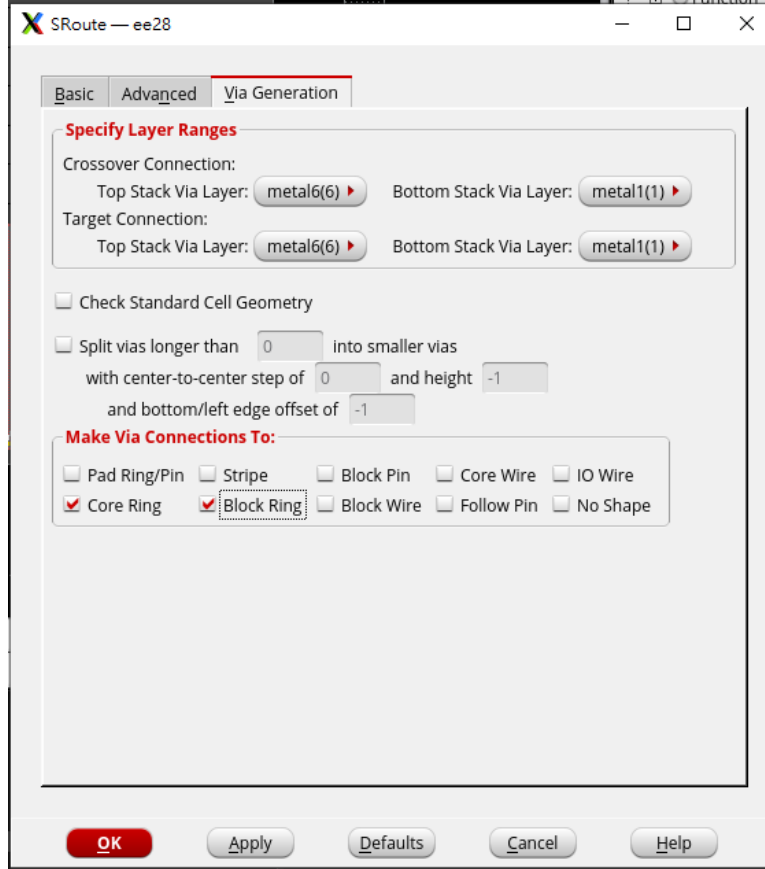 Function
SRoute — ee28
Basic Advanced Via Generation
Specify Layer Ranges
Crossover Connection:
Top Stack Via Layer: metal6(6) Bottom Stack Via Layer: metal1(1)
Target Connection:
Top Stack Via Layer: metal6(6) Bottom Stack Via Layer: metal1(1)
Check Standard Cell Geometry
Split vias longer than 0 into smaller vias
with center-to-center step of 0 and height -1
and bottom/left edge offset of -1
Make Via Connections To:
Pad Ring/Pin Stripe Block Pin Core Wire IO Wire
Core Ring Block Ring Block Wire Follow Pin No Shape
OK Apply Defaults Cancel Help